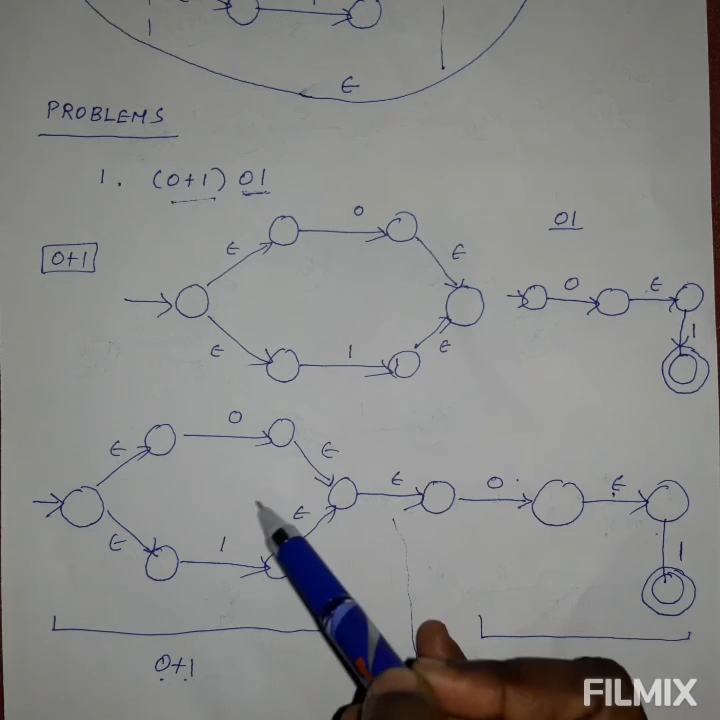 1
ϵ
PROBLEMS
1. (0+1) 01
0+1
ϵ 0 ϵ
ϵ 1 ϵ
01
0 ϵ
1
ϵ 0 ϵ
ϵ 1 ϵ
ϵ 0 ϵ
1
0+1
FILMIX